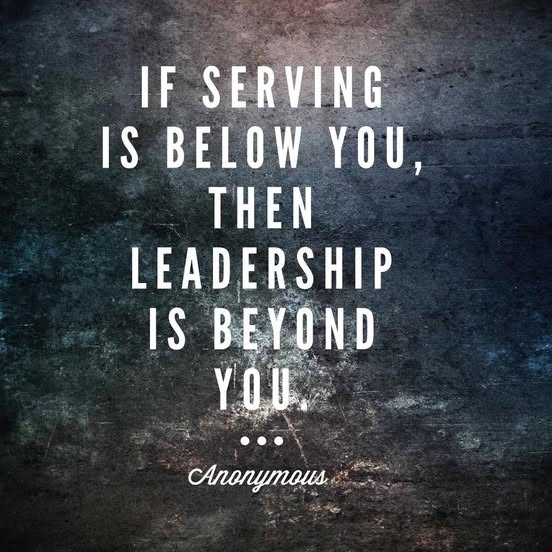 IF SERVING
IS BELOW YOU,
THEN
LEADERSHIP
IS BEYOND
YOU.
•••
Anonymous